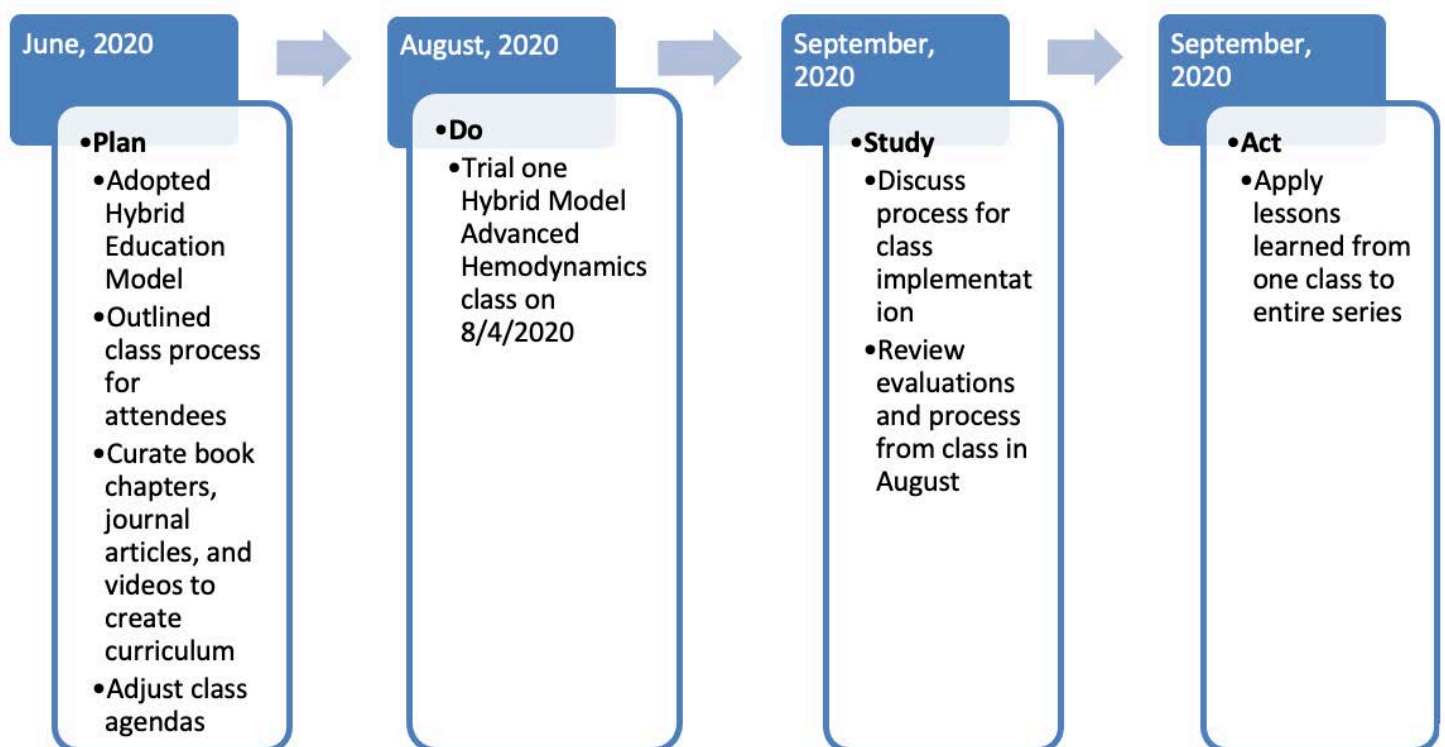 June, 2020
•Plan
•Adopted
Hybrid
Education
Model
•Outlined
class process
for
attendees
•Curate book
chapters,
journal
articles, and
videos to
create
curriculum
•Adjust class
agendas
August, 2020
•Do
•Trial one
Hybrid Model
Advanced
Hemodynamics
class on
8/4/2020
September,
2020
•Study
•Discuss
process for
class
implementat
ion
•Review
evaluations
and process
from class in
August
September,
2020
•Act
•Apply
lessons
learned from
one class to
entire series